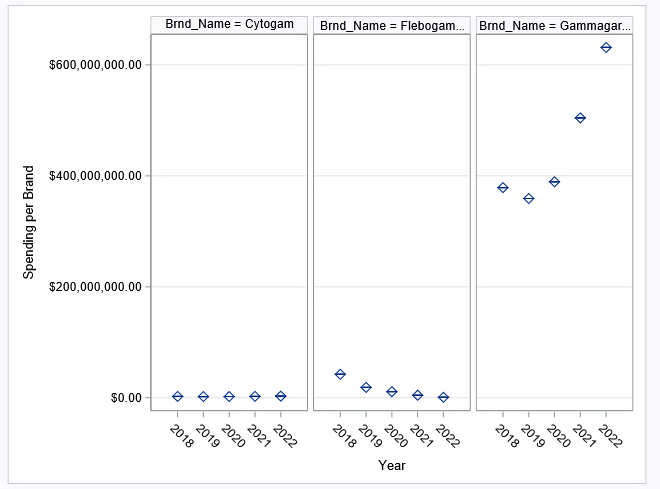 Brnd_Name = Cytogam
Brnd_Name = Flebogam...
Brnd_Name = Gammagar...
$600,000,000.00
$400,000,000.00
$200,000,000.00
$0.00
Spending per Brand
2018 2019 2020 2021 2022
2018 2019 2020 2021 2022
2018 2019 2020 2021 2022
Year